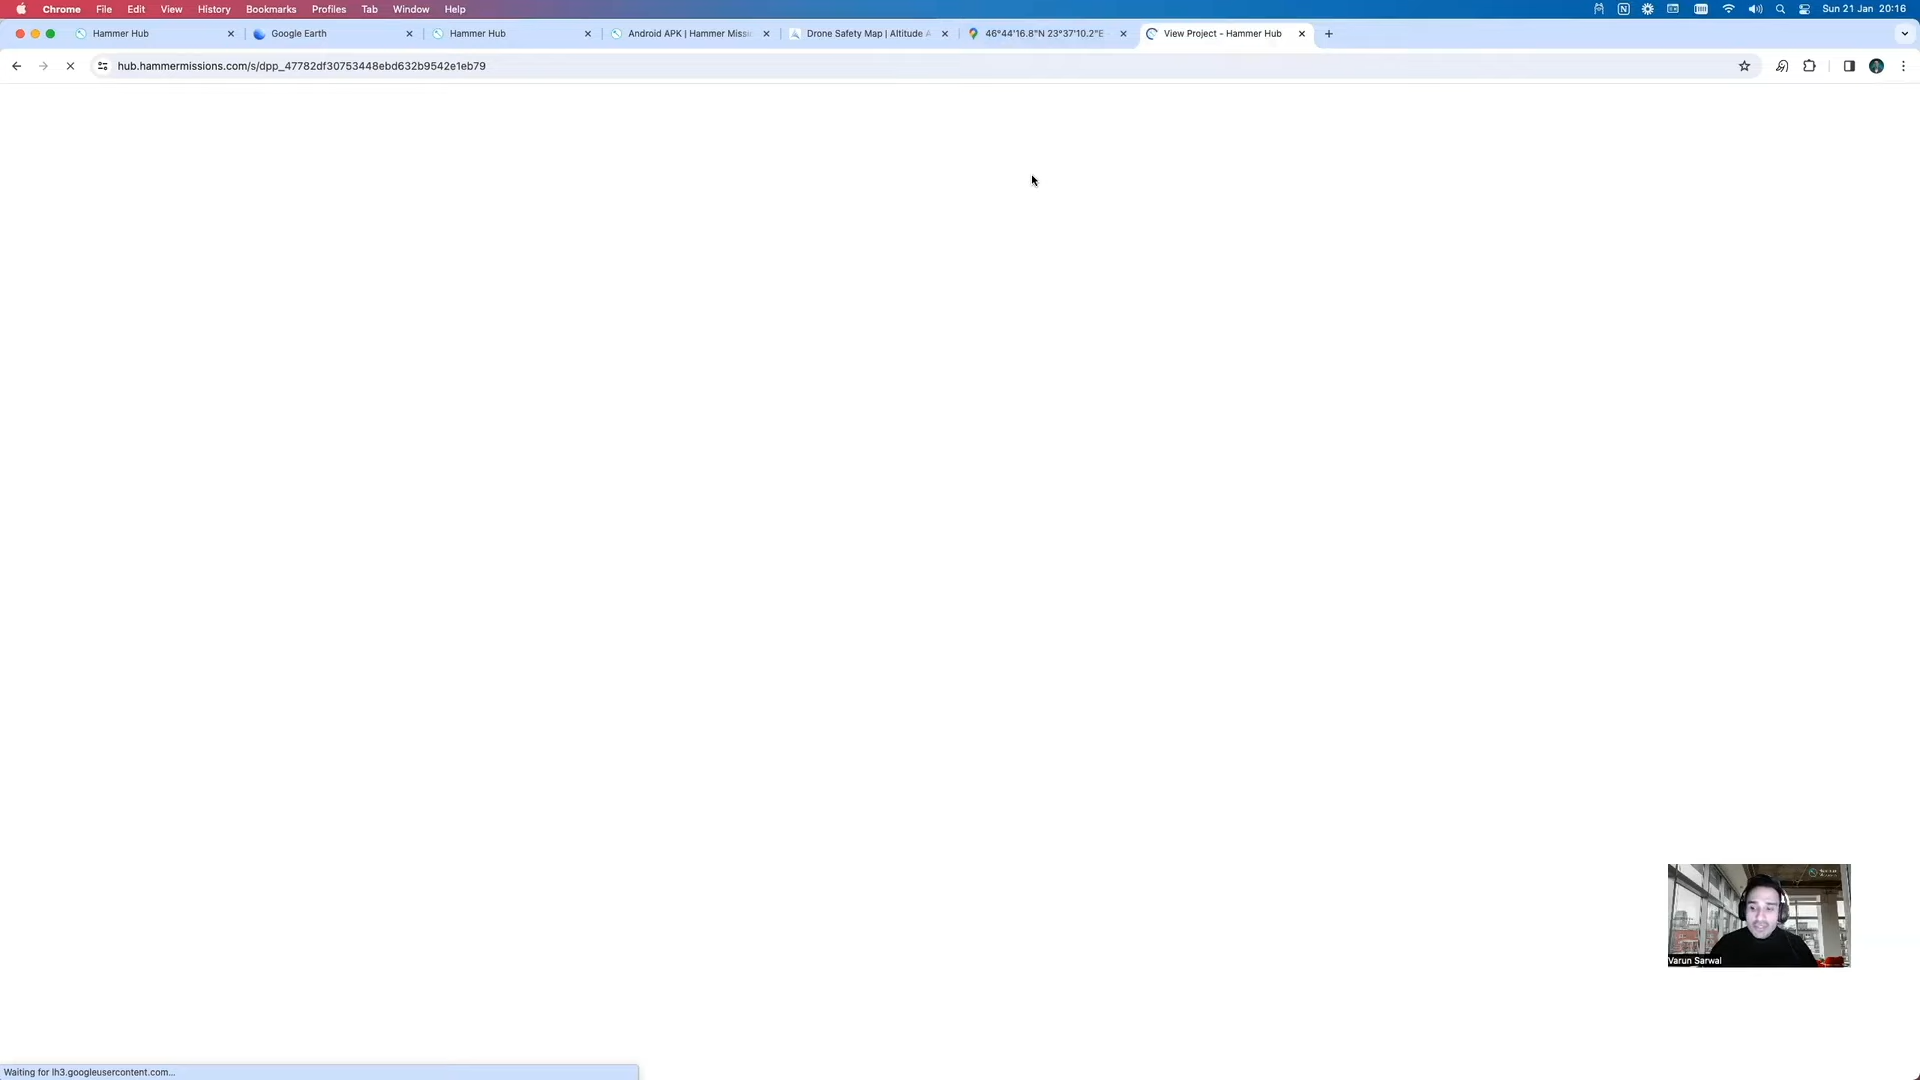 Chrome File Edit View History Bookmarks Profiles Tab Window Help Sun 21 Jan 20:16
Hammer Hub Google Earth Hammer Hub Android APK | Hammer Missi Drone Safety Map | Altitude A 46°44'16.8"N 23°37'10.2"E View Project - Hammer Hub
hub.hammermissions.com/s/dpp_47782df30753448ebd632b9542e1eb79
Varun Sarwal
Waiting for lh3.googleusercontent.com...